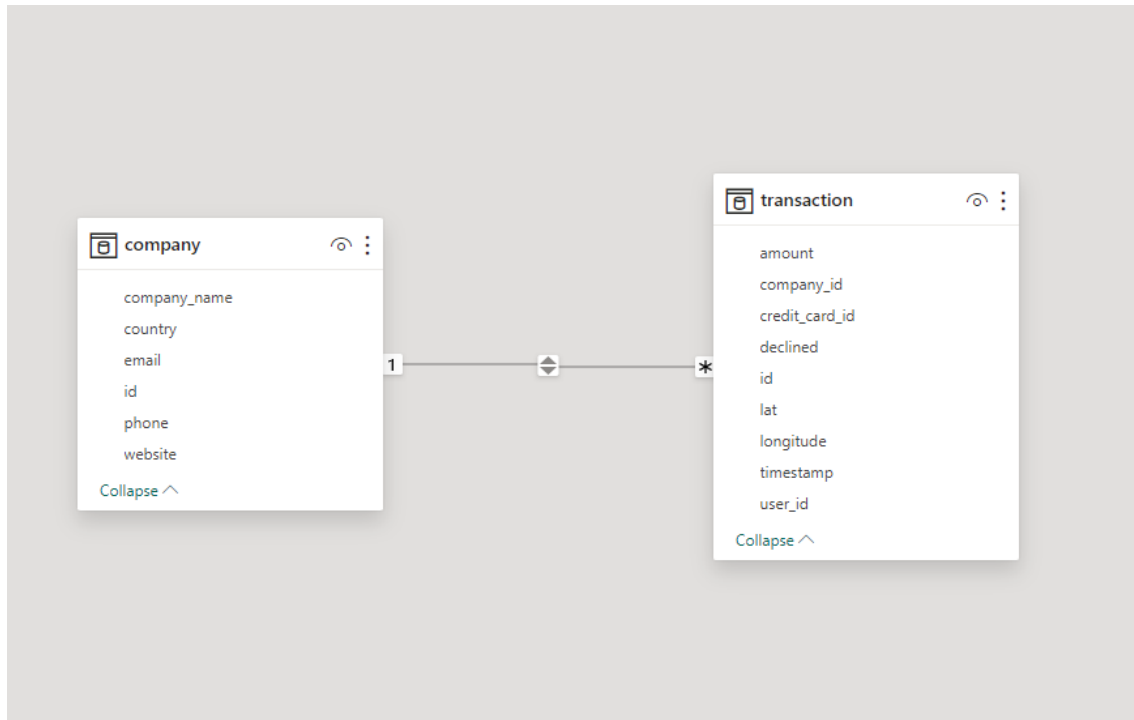 company
company_name
country
email
id
phone
website
Collapse
1
*
transaction
amount
company_id
credit_card_id
declined
id
lat
longitude
timestamp
user_id
Collapse